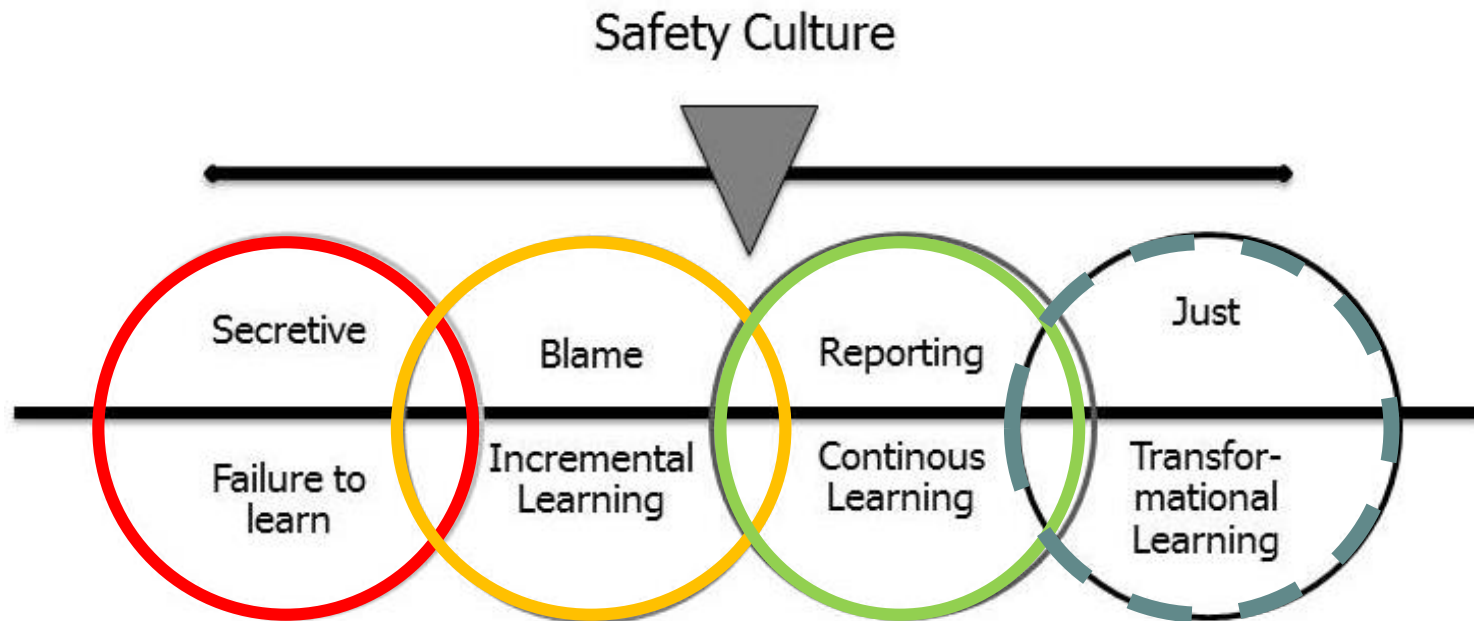 Safety Culture
Secretive
Blame
Reporting
Just
Failure to
learn
Incremental
Learning
Continous
Learning
Transfor-
mational
Learning